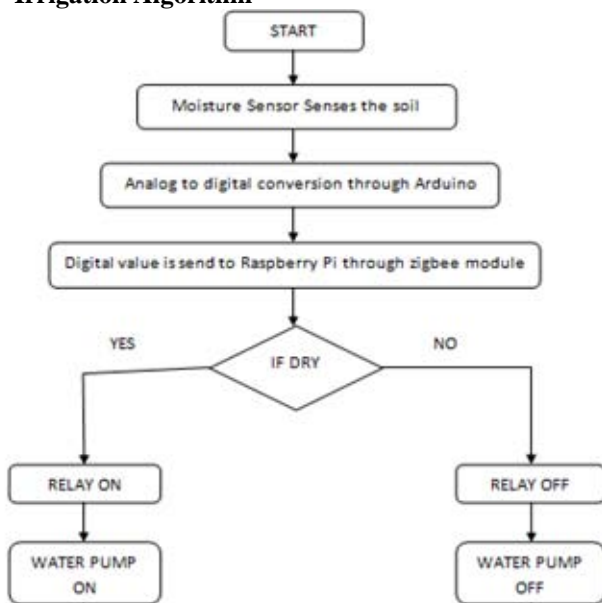 Irrigation Algorithm
START
Moisture Sensor Senses the soil
Analog to digital conversion through Arduino
Digital value is send to Raspberry Pi through zigbee module
YES
NO
IF DRY
RELAY ON
RELAY OFF
WATER PUMP
ON
WATER PUMP
OFF